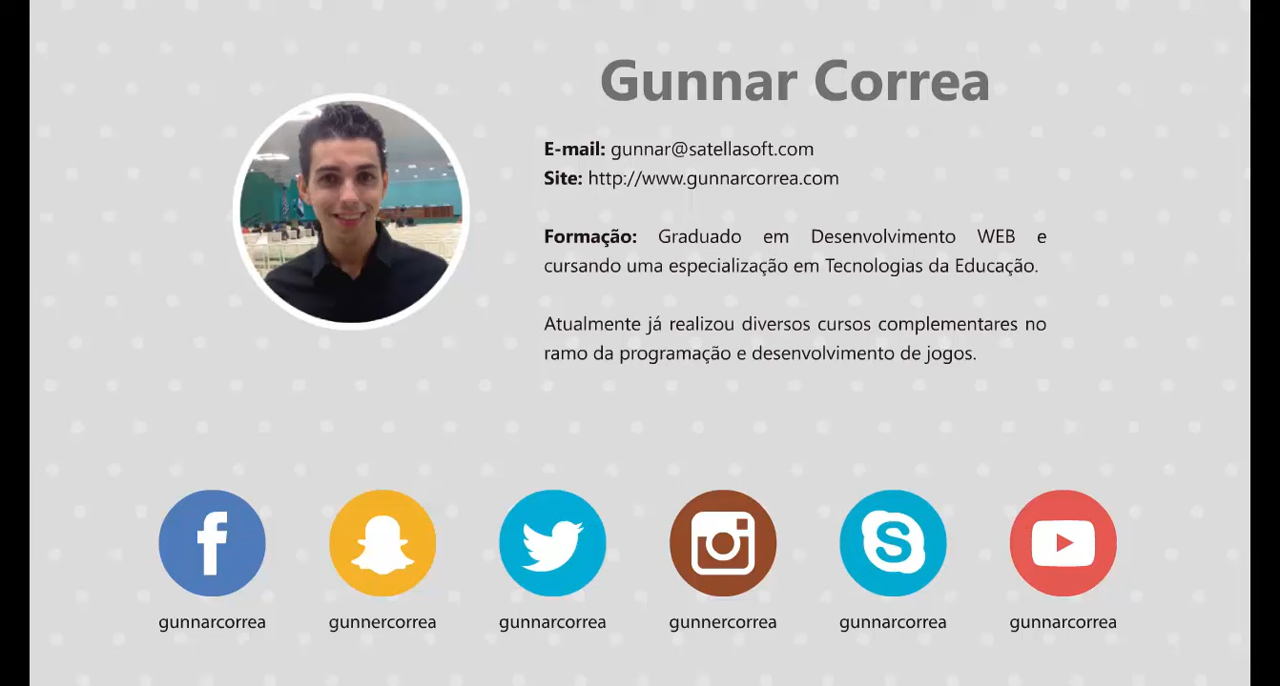 Gunnar Correa
E-mail: gunnar@satellasoft.com
Site: http://www.gunnarcorrea.com
Formação: Graduado em Desenvolvimento WEB e
cursando uma especialização em Tecnologias da Educação.
Atualmente já realizou diversos cursos complementares no
ramo da programação e desenvolvimento de jogos.
gunnarcorrea
gunnercorrea
gunnarcorrea
gunnercorrea
gunnarcorrea
gunnarcorrea